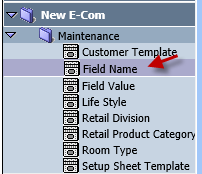 New E-Com
Maintenance
Customer Template
Field Name
Field Value
Life Style
Retail Division
Retail Product Category
Room Type
Setup Sheet Template